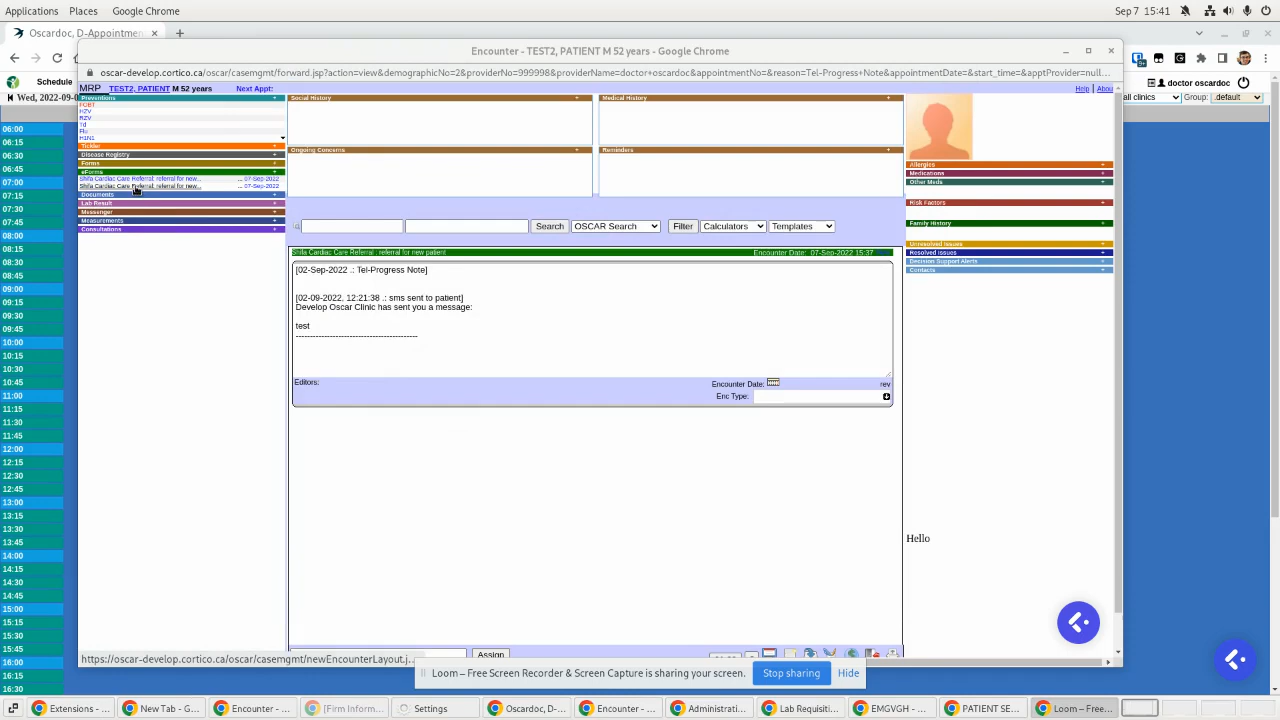 Applications Places Google Chrome Sep 7 15:41
Oscardoc, D-Appointmen
Encounter - TEST2, PATIENT M 52 years - Google Chrome
oscar-develop.cortico.ca/oscar/casemgmt/forward.jsp?action=view&demographicNo=2&providerNo=999998&providerName=doctor+oscardoc&appointmentNo=&reason=Tel-Progress+Note&appointmentDate=&start_time=&apptProvider=null...
Schedule
doctor oscardoc
MRP TEST2, PATIENT M 52 years Next Appt:
Help | Abou
Wed, 2022-09-0
all clinics Group: default
Preventions + Social History + Medical History +
FOBT
HZV
RZV
Td
Flu
H1N1
Tickler +
Disease Registry +
Forms +
eForms +
Shifa Cardiac Care Referral: referral for new... ... 07-Sep-2022
Shifa Cardiac Care Referral: referral for new... ... 07-Sep-2022
Documents +
Lab Result +
Messenger +
Measurements +
Consultations +
Ongoing Concerns + Reminders +
Allergies +
Medications +
Other Meds +
Risk Factors +
Family History +
Unresolved Issues +
Resolved Issues +
Decision Support Alerts +
Contacts +
Search OSCAR Search Filter Calculators Templates
Shifa Cardiac Care Referral : referral for new patient Encounter Date: 07-Sep-2022 15:37
[02-Sep-2022 .: Tel-Progress Note]
[02-09-2022, 12:21:38 .: sms sent to patient]
Develop Oscar Clinic has sent you a message:
test
--------------------------------------------
Editors: Encounter Date: rev
Enc Type:
Hello
06:00
06:15
06:30
06:45
07:00
07:15
07:30
07:45
08:00
08:15
08:30
08:45
09:00
09:15
09:30
09:45
10:00
10:15
10:30
10:45
11:00
11:15
11:30
11:45
12:00
12:15
12:30
12:45
13:00
13:15
13:30
13:45
14:00
14:15
14:30
14:45
15:00
15:15
15:30
15:45
16:00
16:15
16:30
Assign
https://oscar-develop.cortico.ca/oscar/casemgmt/newEncounterLayout.j...
Loom – Free Screen Recorder & Screen Capture is sharing your screen. Stop sharing Hide
Extensions - ... New Tab - G... Encounter - ... [Firm Inform... Settings Oscardoc, D-... Encounter - ... Administrati... Lab Requisiti... EMGVGH - ... PATIENT SE... Loom – Free...